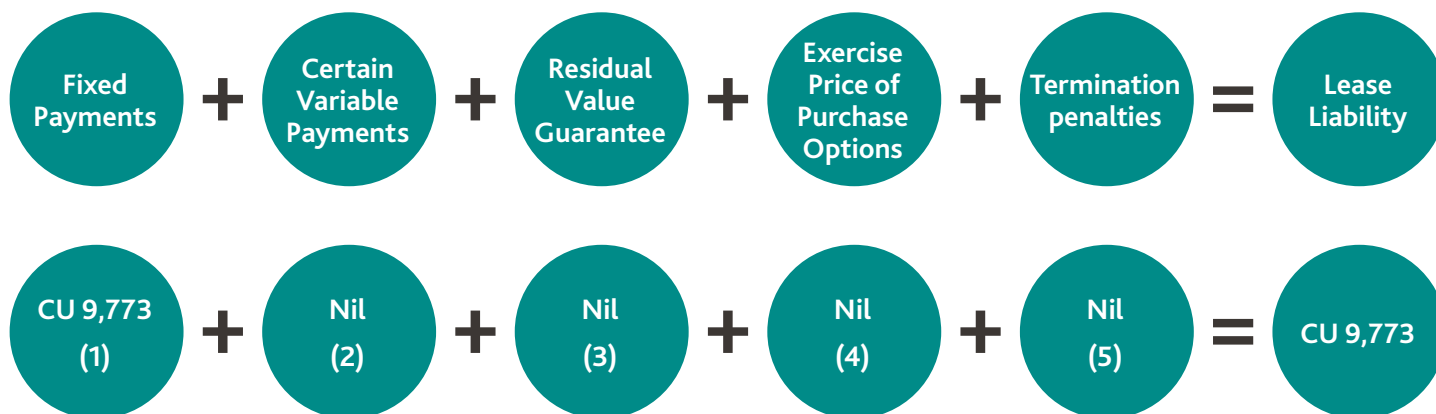 Fixed
Payments
+
Certain
Variable
Payments
+
Residual
Value
Guarantee
+
Exercise
Price of
Purchase
Options
+
Termination
penalties
=
Lease
Liability
CU 9,773
(1)
+
Nil
(2)
+
Nil
(3)
+
Nil
(4)
+
Nil
(5)
=
CU 9,773